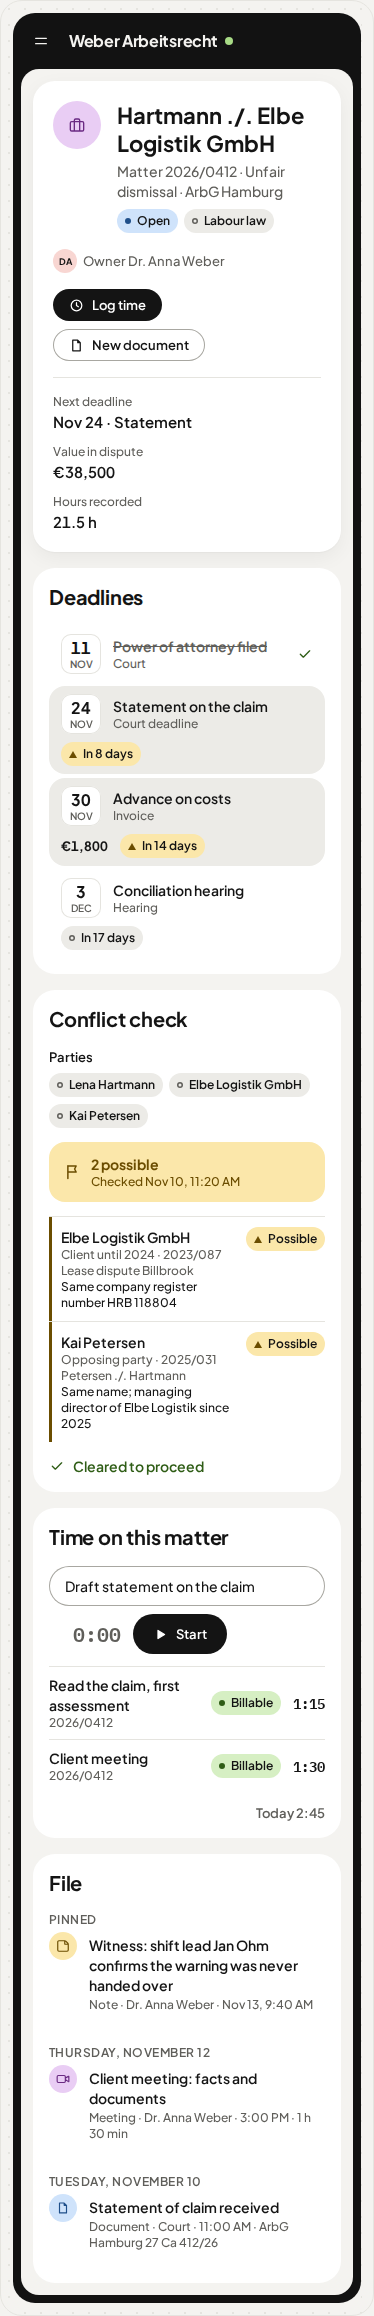 Weber Arbeitsrecht
Hartmann ./. Elbe
Logistik GmbH
Matter 2026/0412 · Unfair
dismissal · ArbG Hamburg
Open
Labour law
DA
Owner Dr. Anna Weber
Log time
New document
Next deadline
Nov 24 · Statement
Value in dispute
€38,500
Hours recorded
21.5 h
Deadlines
11
NOV
Power of attorney filed
Court
24
NOV
Statement on the claim
Court deadline
In 8 days
30
NOV
Advance on costs
Invoice
€1,800
In 14 days
3
DEC
Conciliation hearing
Hearing
In 17 days
Conflict check
Parties
Lena Hartmann
Elbe Logistik GmbH
Kai Petersen
2 possible
Checked Nov 10, 11:20 AM
Elbe Logistik GmbH
Possible
Client until 2024 · 2023/087
Lease dispute Billbrook
Same company register
number HRB 118804
Kai Petersen
Possible
Opposing party · 2025/031
Petersen ./. Hartmann
Same name; managing
director of Elbe Logistik since
2025
Cleared to proceed
Time on this matter
Draft statement on the claim
0:00
Start
Read the claim, first
assessment
2026/0412
Billable
1:15
Client meeting
2026/0412
Billable
1:30
Today 2:45
File
PINNED
Witness: shift lead Jan Ohm
confirms the warning was never
handed over
Note · Dr. Anna Weber · Nov 13, 9:40 AM
THURSDAY, NOVEMBER 12
Client meeting: facts and
documents
Meeting · Dr. Anna Weber · 3:00 PM · 1 h
30 min
TUESDAY, NOVEMBER 10
Statement of claim received
Document · Court · 11:00 AM · ArbG
Hamburg 27 Ca 412/26